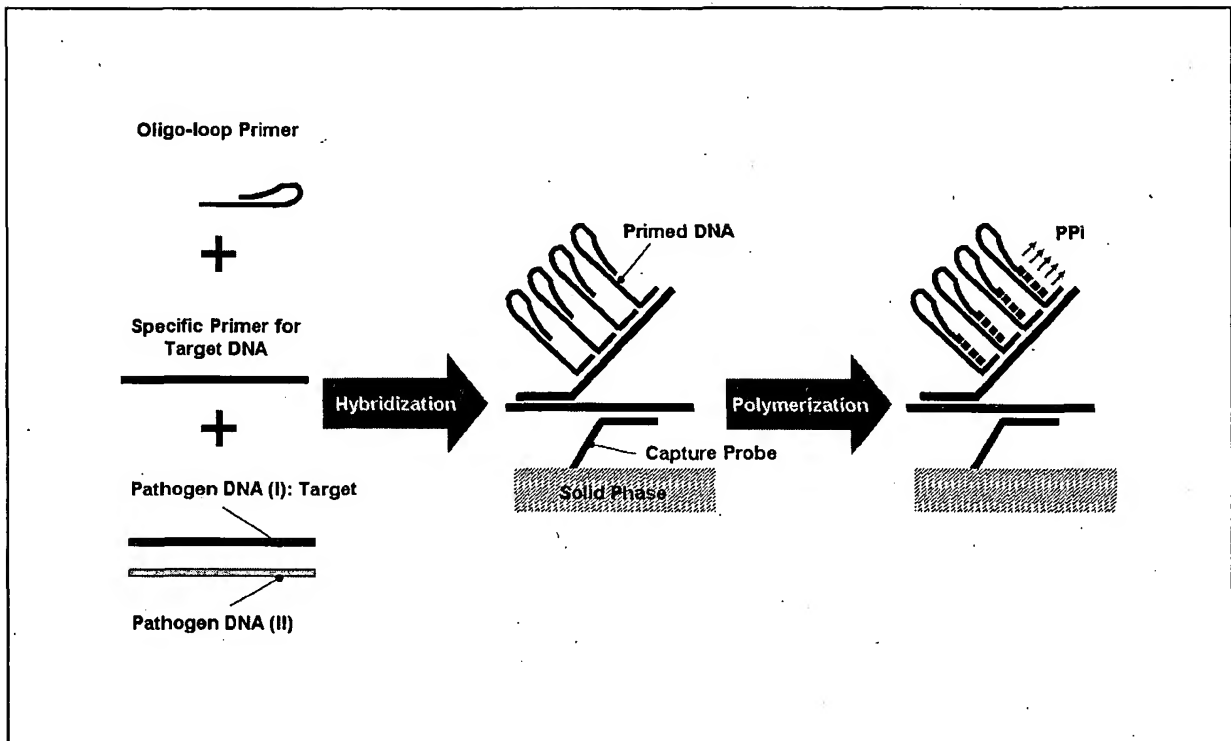 Oligo-loop Primer
+
Specific Primer for
Target DNA
+
Pathogen DNA (I): Target
Pathogen DNA (II)
Hybridization
Primed DNA
Capture Probe
Solid Phase
Polymerization
PPi